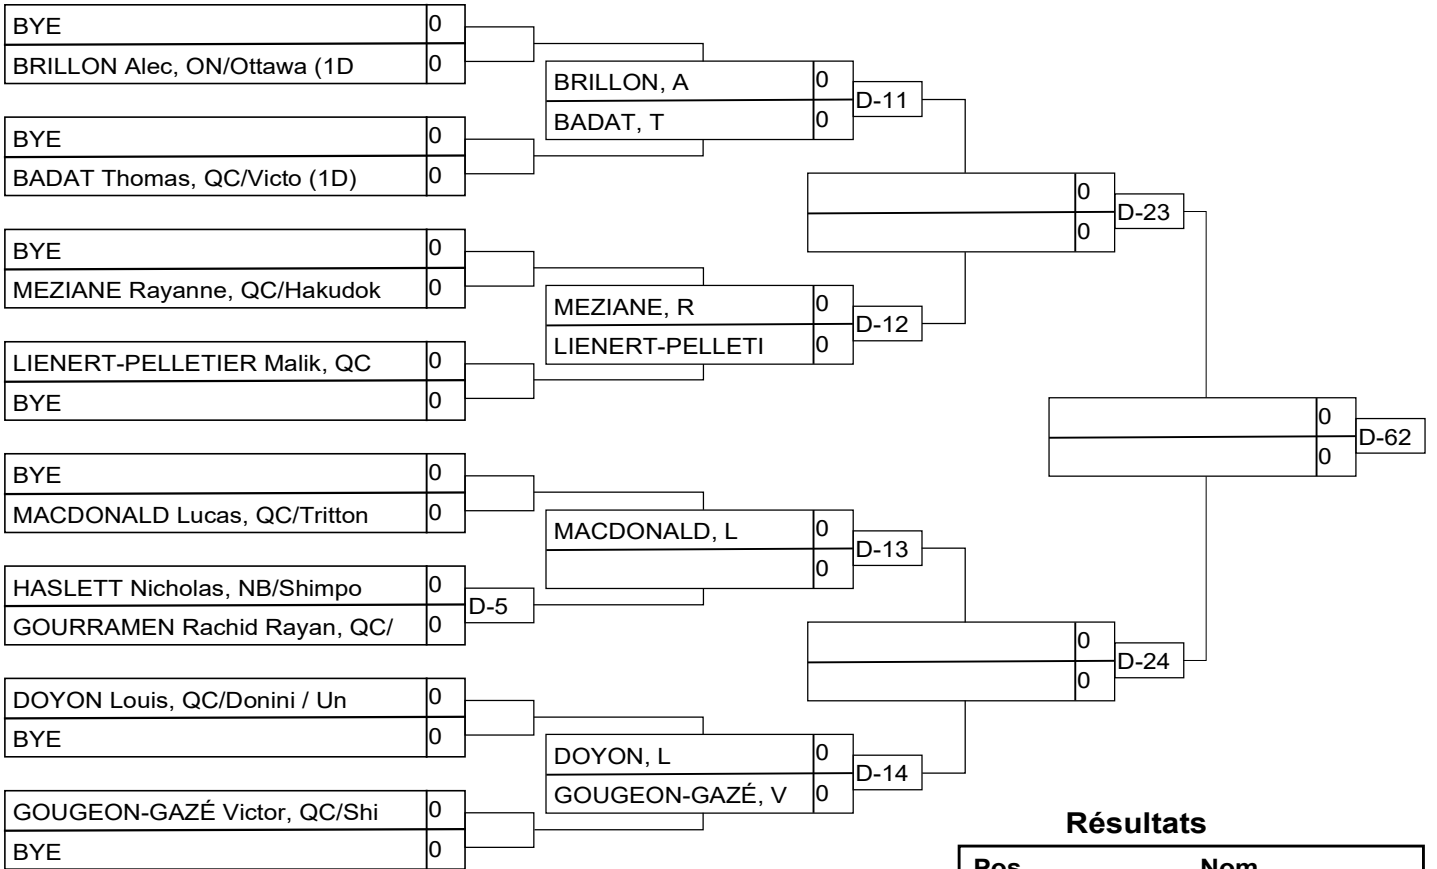 BYE 0
BRILLON Alec, ON/Ottawa (1D 0
BYE 0
BADAT Thomas, QC/Victo (1D) 0
BYE 0
MEZIANE Rayanne, QC/Hakudok 0
LIENERT-PELLETIER Malik, QC 0
BYE 0
BYE 0
MACDONALD Lucas, QC/Tritton 0
HASLETT Nicholas, NB/Shimpo 0
D-5
GOURRAMEN Rachid Rayan, QC/ 0
DOYON Louis, QC/Donini / Un 0
BYE 0
GOUGEON-GAZÉ Victor, QC/Shi 0
BYE 0
BRILLON, A 0
D-11
BADAT, T 0
MEZIANE, R 0
D-12
LIENERT-PELLETI 0
MACDONALD, L 0
D-13
0
DOYON, L 0
D-14
GOUGEON-GAZÉ, V 0
0
D-23
0
0
D-24
0
0
D-62
0
Résultats
Pos Nom